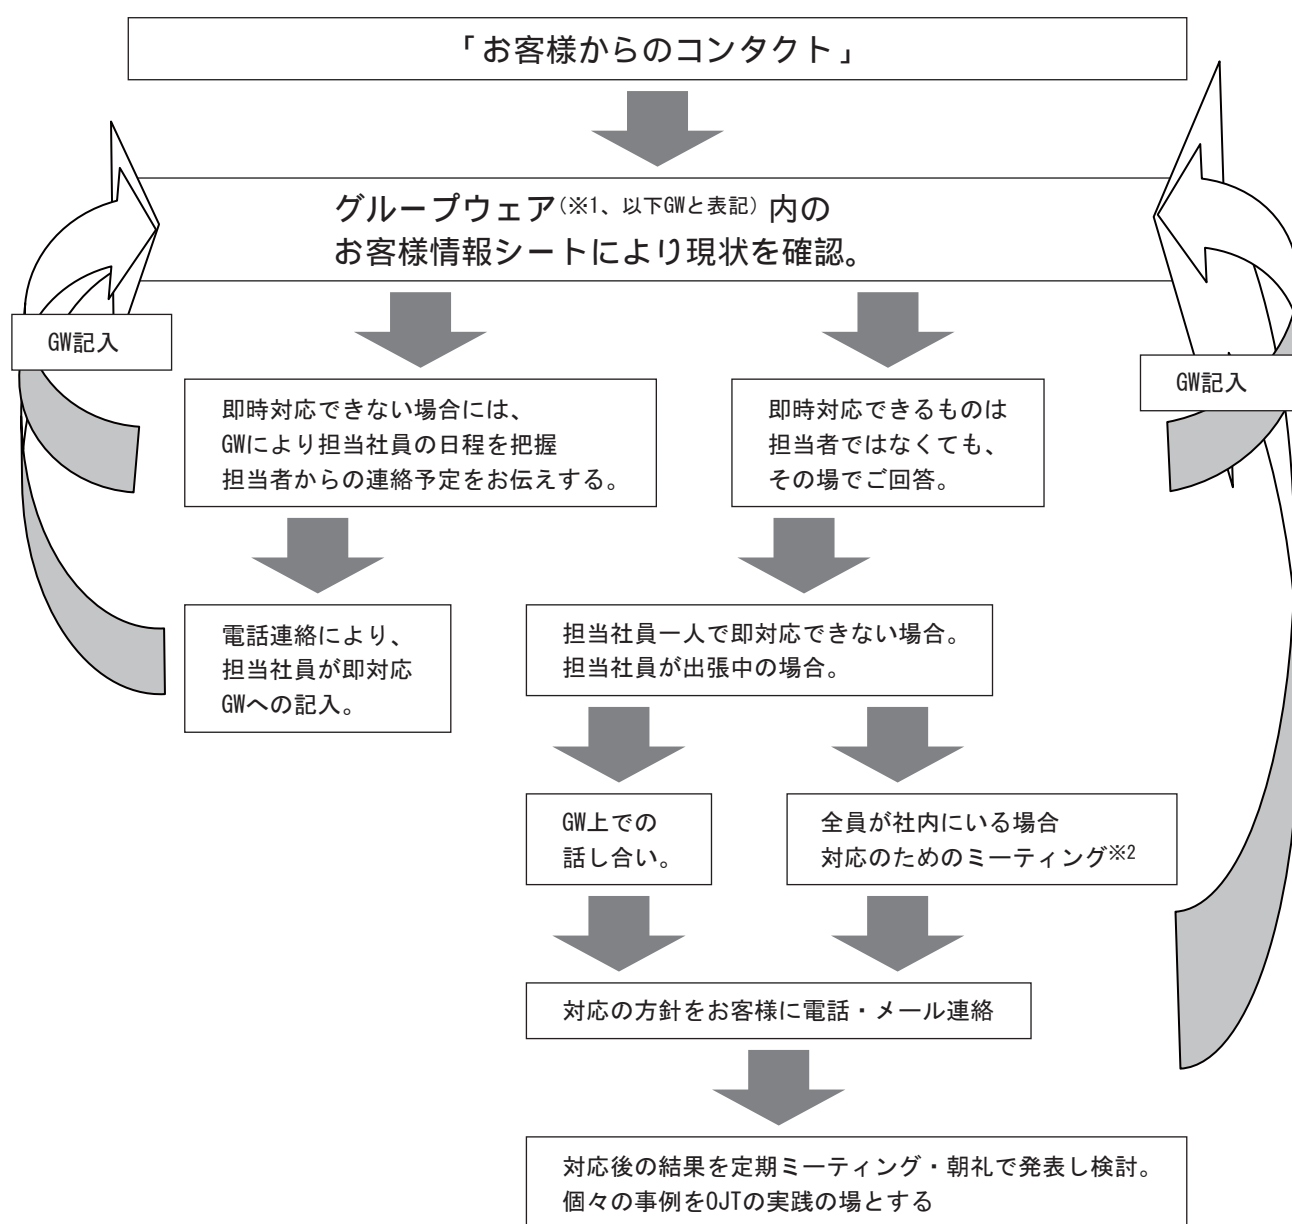 「お客様からのコンタクト」
グループウェア(※1、以下GWと表記)内の
お客様情報シートにより現状を確認。
GW記入
GW記入
即時対応できない場合には、
GWにより担当社員の日程を把握
担当者からの連絡予定をお伝えする。
即時対応できるものは
担当者ではなくても、
その場でご回答。
電話連絡により、
担当社員が即対応
GWへの記入。
担当社員一人で即対応できない場合。
担当社員が出張中の場合。
GW上での
話し合い。
全員が社内にいる場合
対応のためのミーティング※2
対応の方針をお客様に電話・メール連絡
対応後の結果を定期ミーティング・朝礼で発表し検討。
個々の事例をOJTの実践の場とする